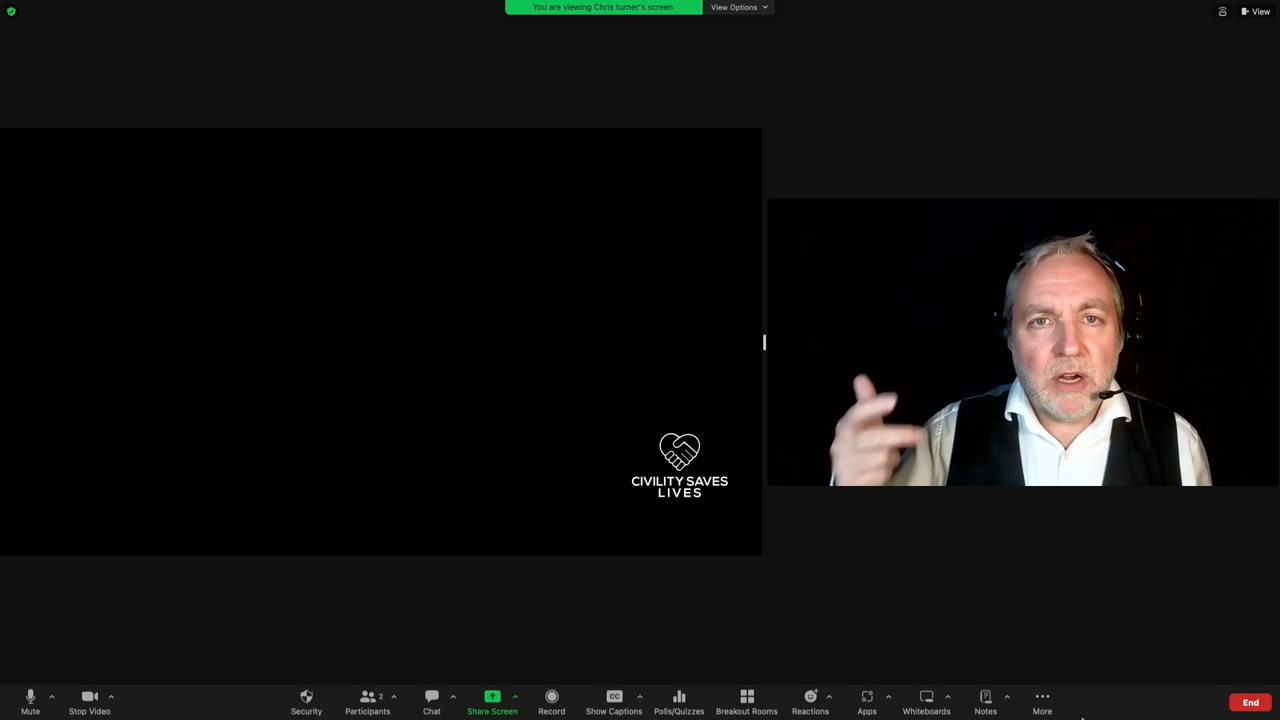 You are viewing Chris turner's screen
View Options
View
CIVILITY SAVES
LIVES
Mute
Stop Video
Security
Participants
2
Chat
Share Screen
Record
CC
Show Captions
Polls/Quizzes
Breakout Rooms
Reactions
Apps
Whiteboards
Notes
More
End